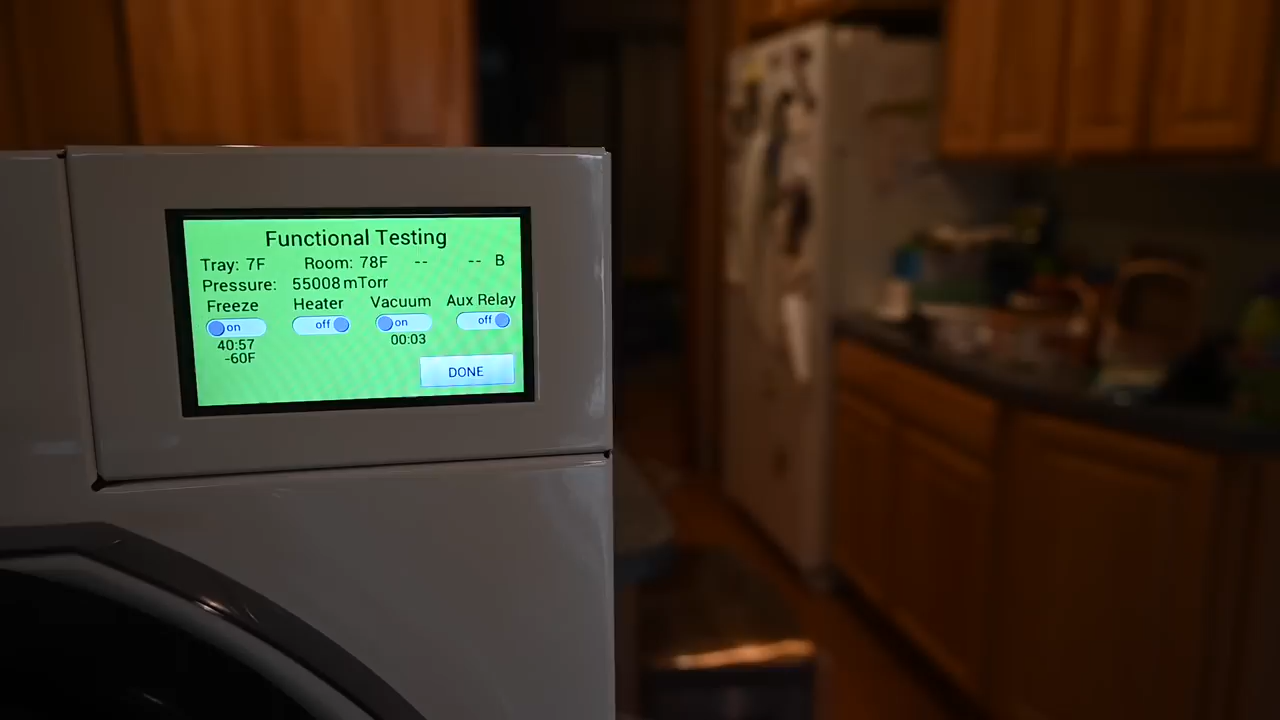 Functional Testing
Tray: 7F Room: 78F -- -- B
Pressure: 55008 mTorr
Freeze Heater Vacuum Aux Relay
on off on off
40:57 00:03
-60F
DONE